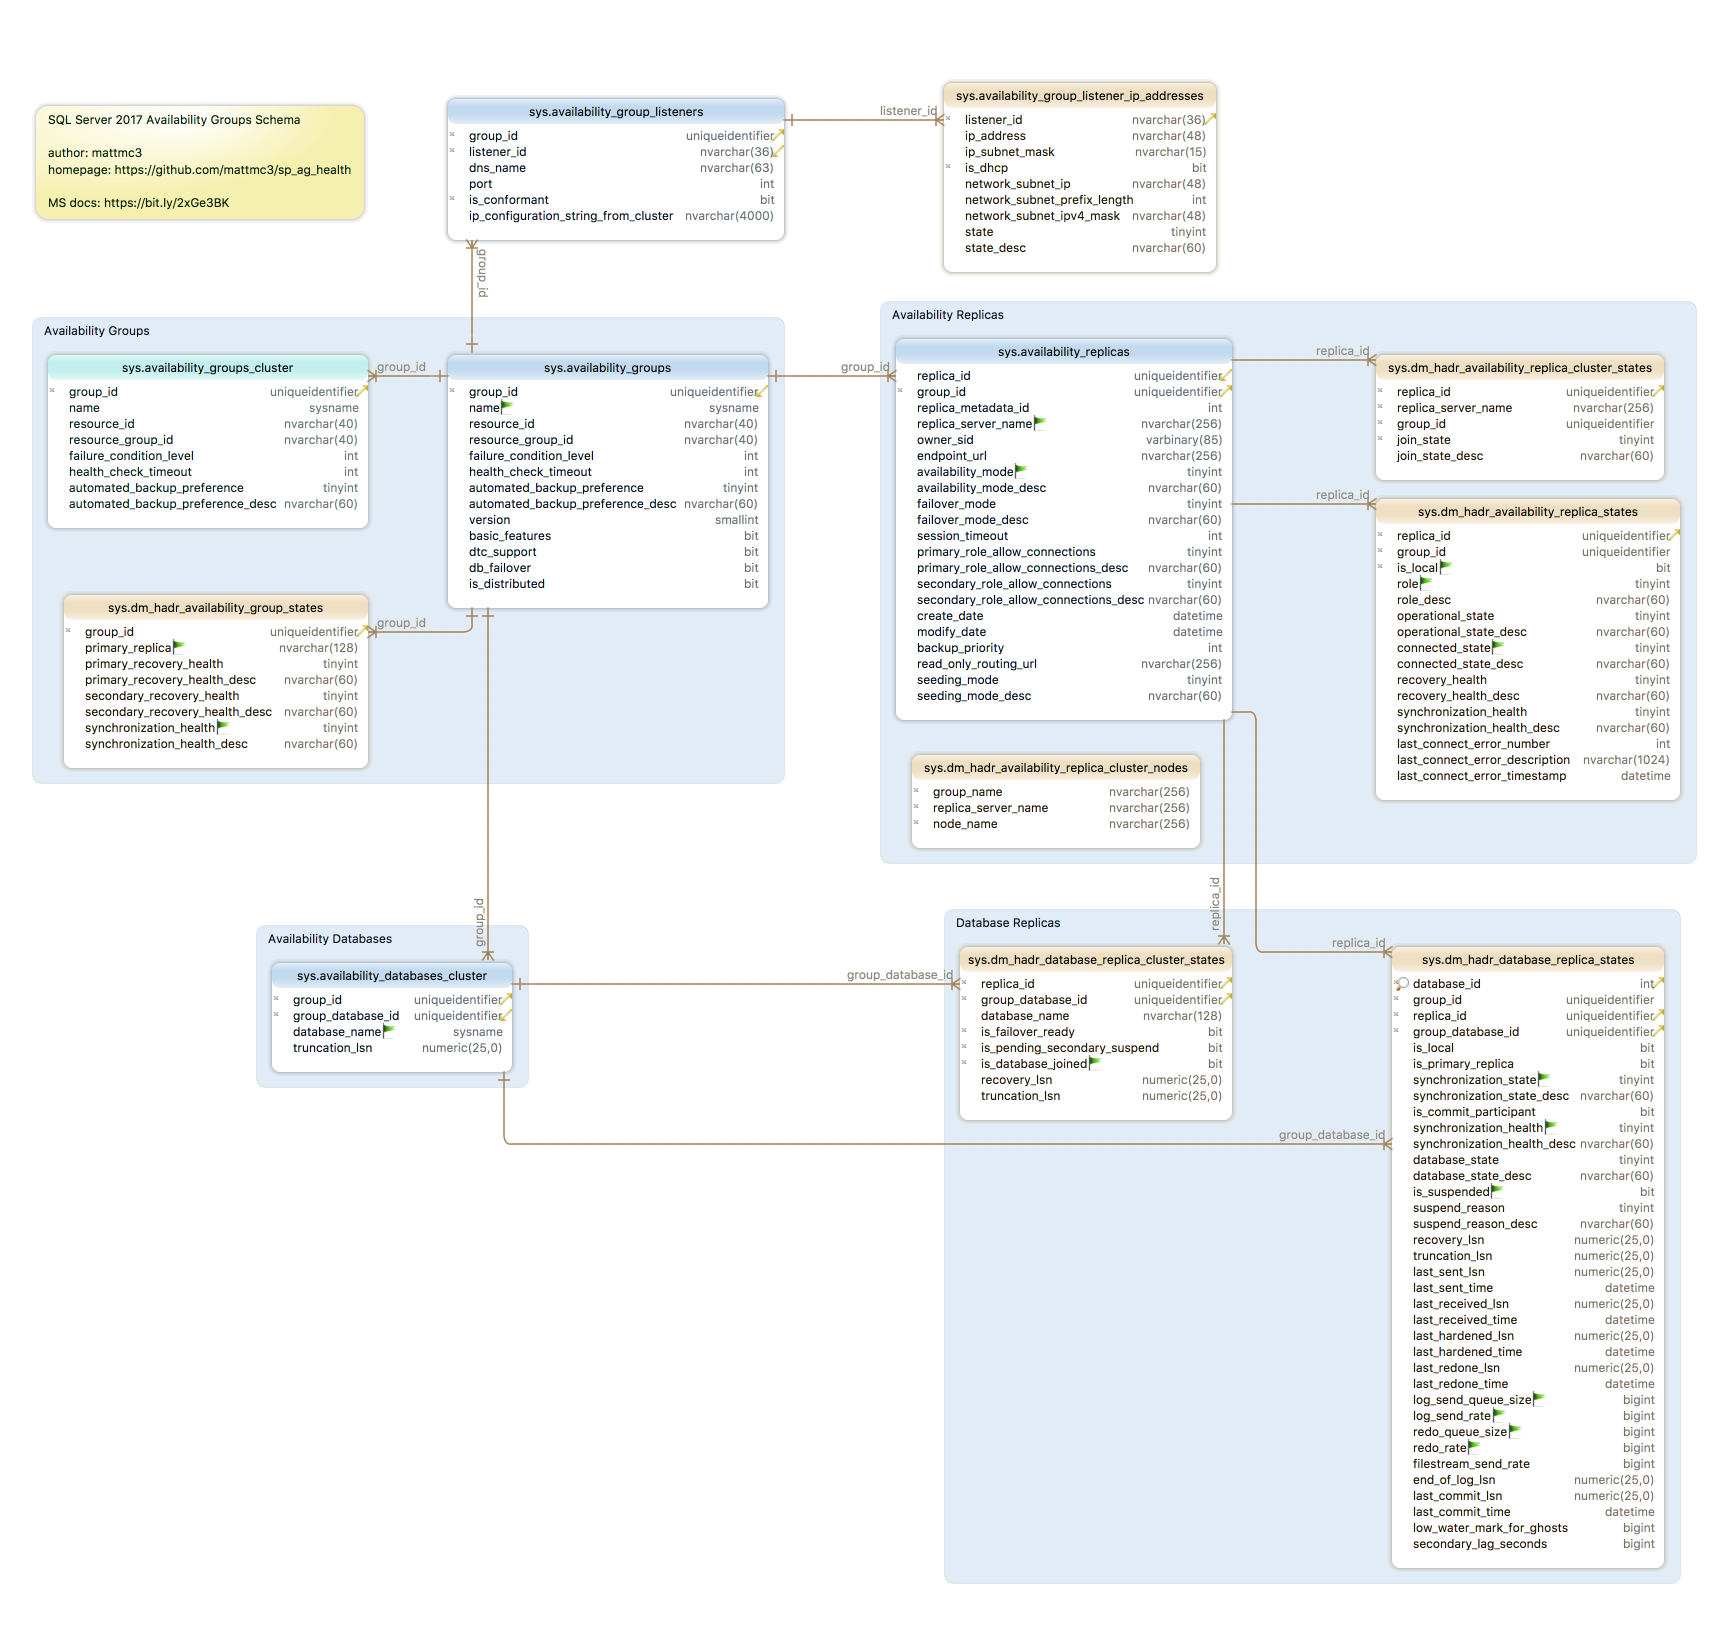 SQL Server 2017 Availability Groups Schema
author: mattmc3
homepage: https://github.com/mattmc3/sp_ag_health
MS docs: https://bit.ly/2xGe3BK
sys.availability_group_listeners
group_id uniqueidentifier
listener_id nvarchar(36)
dns_name nvarchar(63)
port int
is_conformant bit
ip_configuration_string_from_cluster nvarchar(4000)
listener_id
sys.availability_group_listener_ip_addresses
listener_id nvarchar(36)
ip_address nvarchar(48)
ip_subnet_mask nvarchar(15)
is_dhcp bit
network_subnet_ip nvarchar(48)
network_subnet_prefix_length int
network_subnet_ipv4_mask nvarchar(48)
state tinyint
state_desc nvarchar(60)
group_id
Availability Groups
sys.availability_groups_cluster
group_id uniqueidentifier
name sysname
resource_id nvarchar(40)
resource_group_id nvarchar(40)
failure_condition_level int
health_check_timeout int
automated_backup_preference tinyint
automated_backup_preference_desc nvarchar(60)
group_id
sys.availability_groups
group_id uniqueidentifier
name sysname
resource_id nvarchar(40)
resource_group_id nvarchar(40)
failure_condition_level int
health_check_timeout int
automated_backup_preference tinyint
automated_backup_preference_desc nvarchar(60)
version smallint
basic_features bit
dtc_support bit
db_failover bit
is_distributed bit
sys.dm_hadr_availability_group_states
group_id uniqueidentifier
primary_replica nvarchar(128)
primary_recovery_health tinyint
primary_recovery_health_desc nvarchar(60)
secondary_recovery_health tinyint
secondary_recovery_health_desc nvarchar(60)
synchronization_health tinyint
synchronization_health_desc nvarchar(60)
group_id
group_id
Availability Replicas
sys.availability_replicas
replica_id uniqueidentifier
group_id uniqueidentifier
replica_metadata_id int
replica_server_name nvarchar(256)
owner_sid varbinary(85)
endpoint_url nvarchar(256)
availability_mode tinyint
availability_mode_desc nvarchar(60)
failover_mode tinyint
failover_mode_desc nvarchar(60)
session_timeout int
primary_role_allow_connections tinyint
primary_role_allow_connections_desc nvarchar(60)
secondary_role_allow_connections tinyint
secondary_role_allow_connections_desc nvarchar(60)
create_date datetime
modify_date datetime
backup_priority int
read_only_routing_url nvarchar(256)
seeding_mode tinyint
seeding_mode_desc nvarchar(60)
replica_id
sys.dm_hadr_availability_replica_cluster_states
replica_id uniqueidentifier
replica_server_name nvarchar(256)
group_id uniqueidentifier
join_state tinyint
join_state_desc nvarchar(60)
replica_id
sys.dm_hadr_availability_replica_states
replica_id uniqueidentifier
group_id uniqueidentifier
is_local bit
role tinyint
role_desc nvarchar(60)
operational_state tinyint
operational_state_desc nvarchar(60)
connected_state tinyint
connected_state_desc nvarchar(60)
recovery_health tinyint
recovery_health_desc nvarchar(60)
synchronization_health tinyint
synchronization_health_desc nvarchar(60)
last_connect_error_number int
last_connect_error_description nvarchar(1024)
last_connect_error_timestamp datetime
sys.dm_hadr_availability_replica_cluster_nodes
group_name nvarchar(256)
replica_server_name nvarchar(256)
node_name nvarchar(256)
group_id
replica_id
Availability Databases
sys.availability_databases_cluster
group_id uniqueidentifier
group_database_id uniqueidentifier
database_name sysname
truncation_lsn numeric(25,0)
group_database_id
Database Replicas
sys.dm_hadr_database_replica_cluster_states
replica_id uniqueidentifier
group_database_id uniqueidentifier
database_name nvarchar(128)
is_failover_ready bit
is_pending_secondary_suspend bit
is_database_joined bit
recovery_lsn numeric(25,0)
truncation_lsn numeric(25,0)
replica_id
group_database_id
sys.dm_hadr_database_replica_states
database_id int
group_id uniqueidentifier
replica_id uniqueidentifier
group_database_id uniqueidentifier
is_local bit
is_primary_replica bit
synchronization_state tinyint
synchronization_state_desc nvarchar(60)
is_commit_participant bit
synchronization_health tinyint
synchronization_health_desc nvarchar(60)
database_state tinyint
database_state_desc nvarchar(60)
is_suspended bit
suspend_reason tinyint
suspend_reason_desc nvarchar(60)
recovery_lsn numeric(25,0)
truncation_lsn numeric(25,0)
last_sent_lsn numeric(25,0)
last_sent_time datetime
last_received_lsn numeric(25,0)
last_received_time datetime
last_hardened_lsn numeric(25,0)
last_hardened_time datetime
last_redone_lsn numeric(25,0)
last_redone_time datetime
log_send_queue_size bigint
log_send_rate bigint
redo_queue_size bigint
redo_rate bigint
filestream_send_rate bigint
end_of_log_lsn numeric(25,0)
last_commit_lsn numeric(25,0)
last_commit_time datetime
low_water_mark_for_ghosts bigint
secondary_lag_seconds bigint